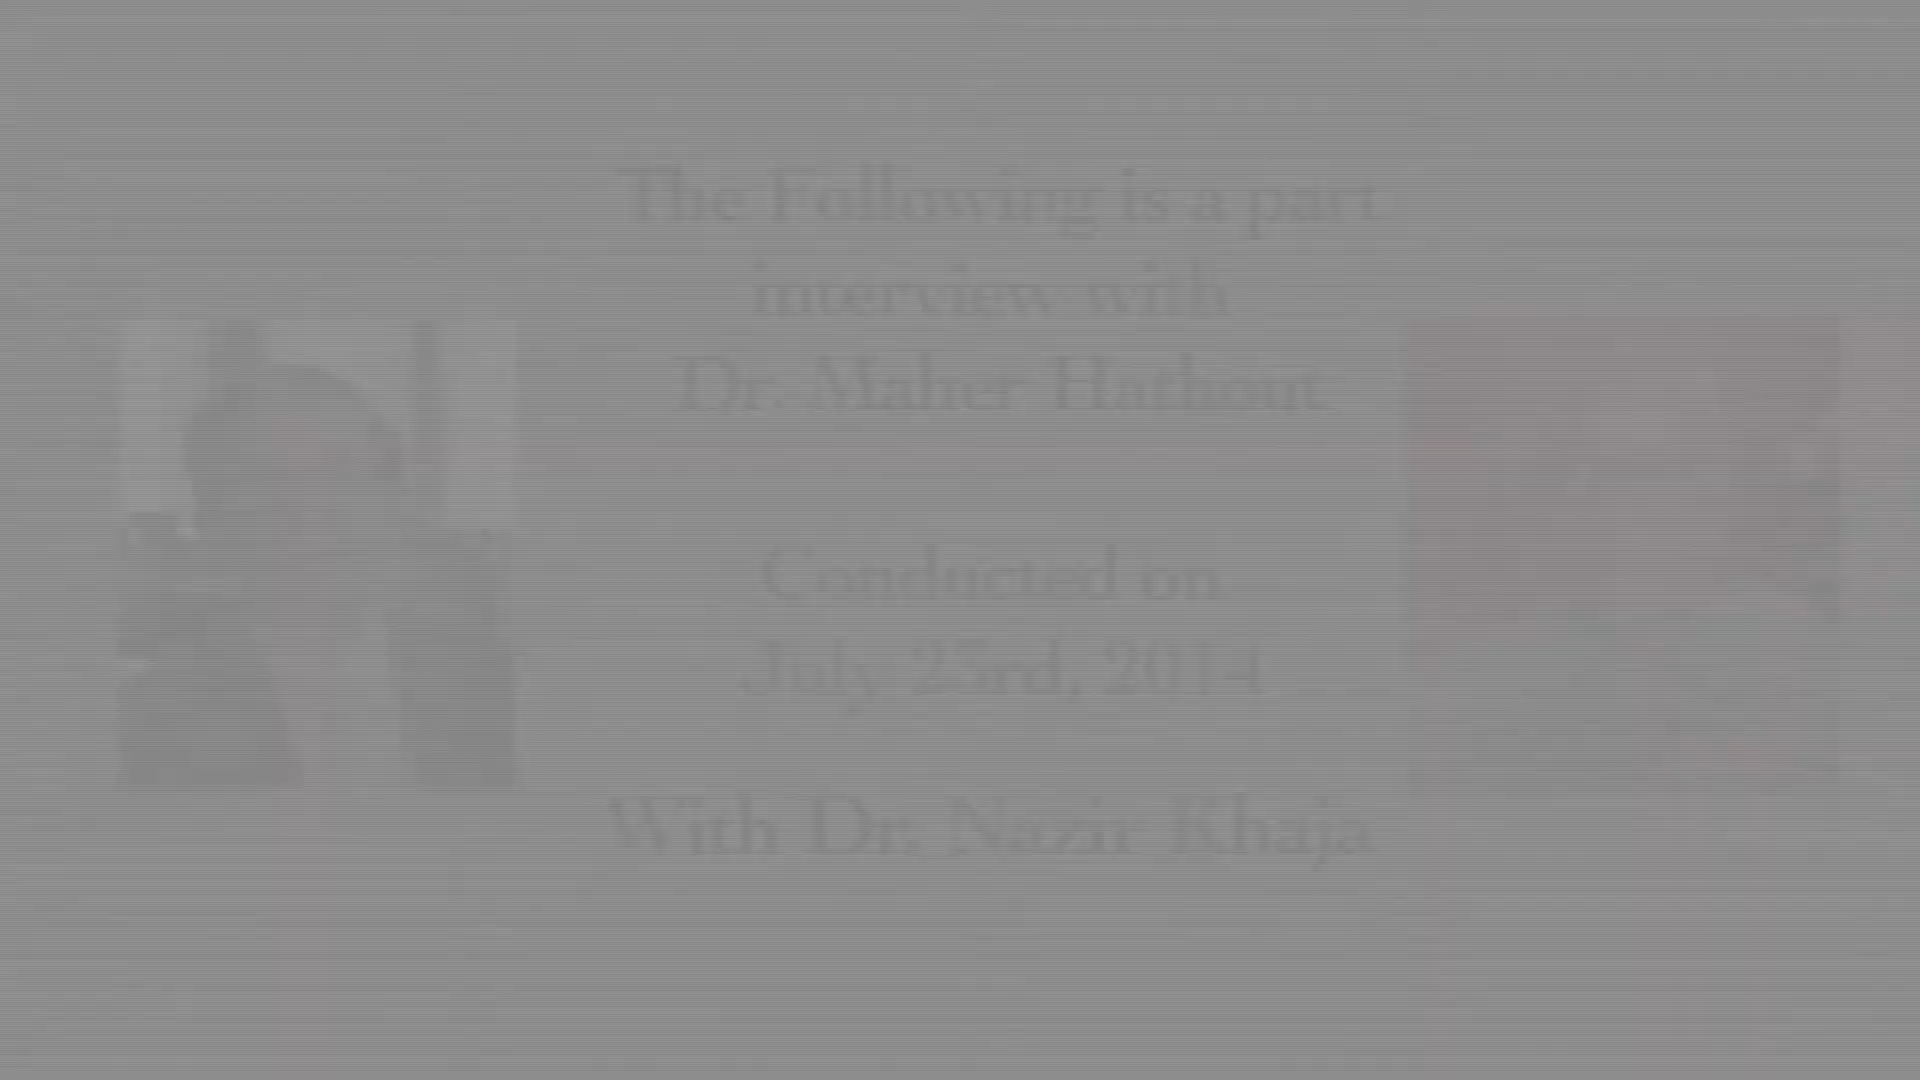 The Following is a part
interview with
Dr. Maher Hathout
Conducted on
July 23rd, 2014
With Dr. Nazir Khaja